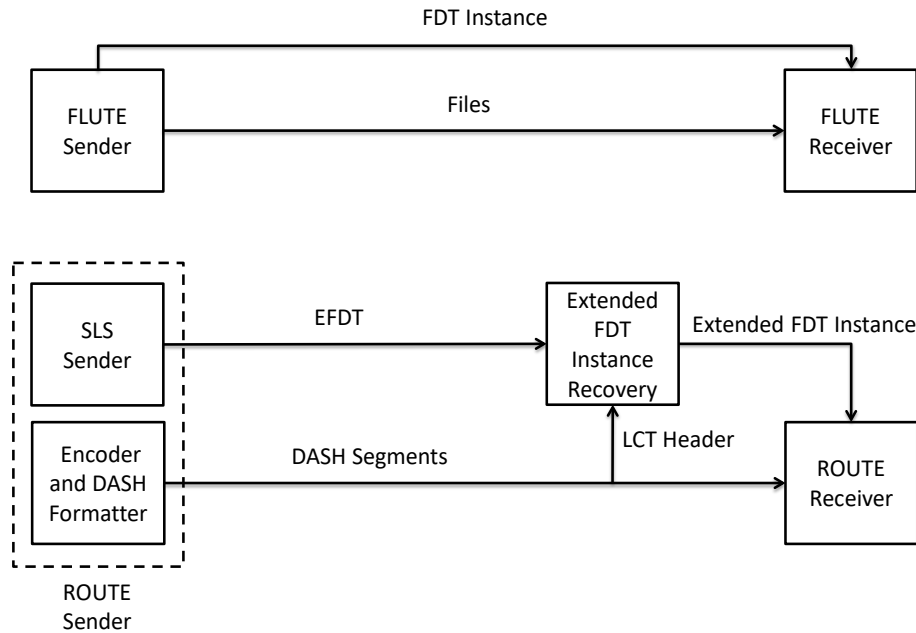 FDT Instance
FLUTE
Sender
Files
FLUTE
Receiver
SLS
Sender
EFDT
Extended
FDT
Instance
Recovery
Extended FDT Instance
Encoder
and DASH
Formatter
DASH Segments
LCT Header
ROUTE
Receiver
ROUTE
Sender